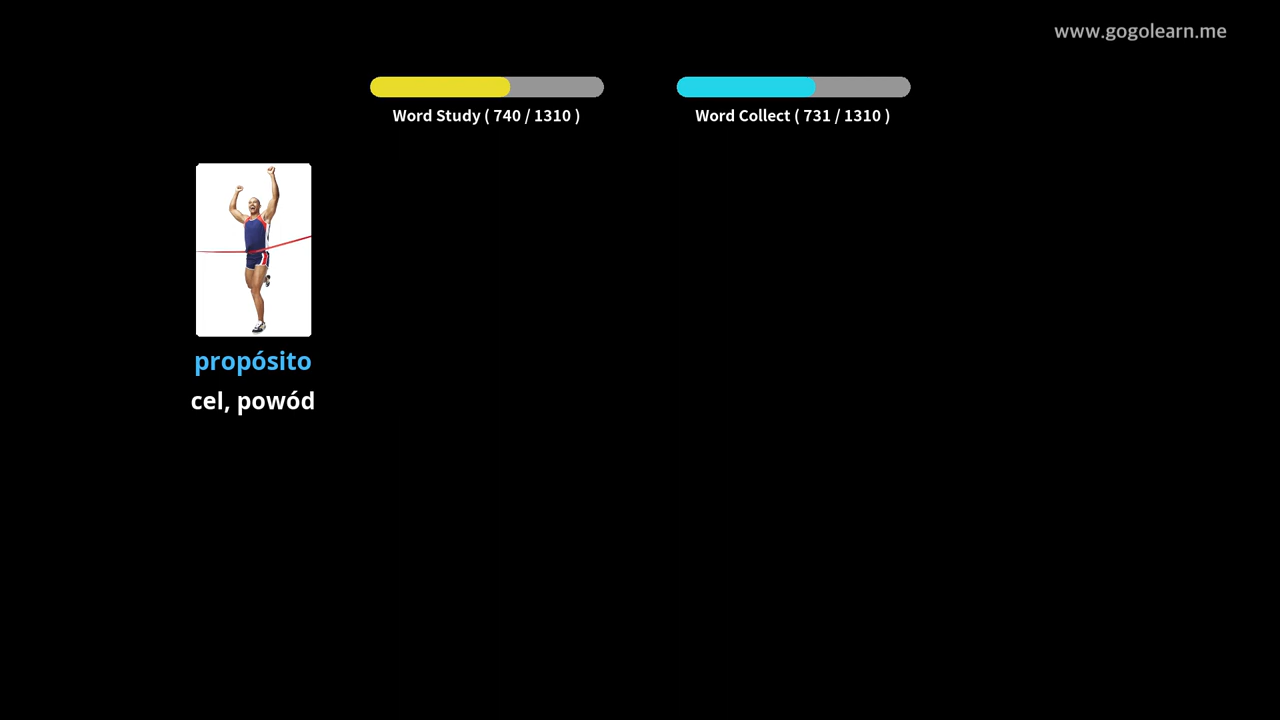 www.gogolearn.me
Word Study ( 740 / 1310 )
Word Collect ( 731 / 1310 )
propósito
cel, powód